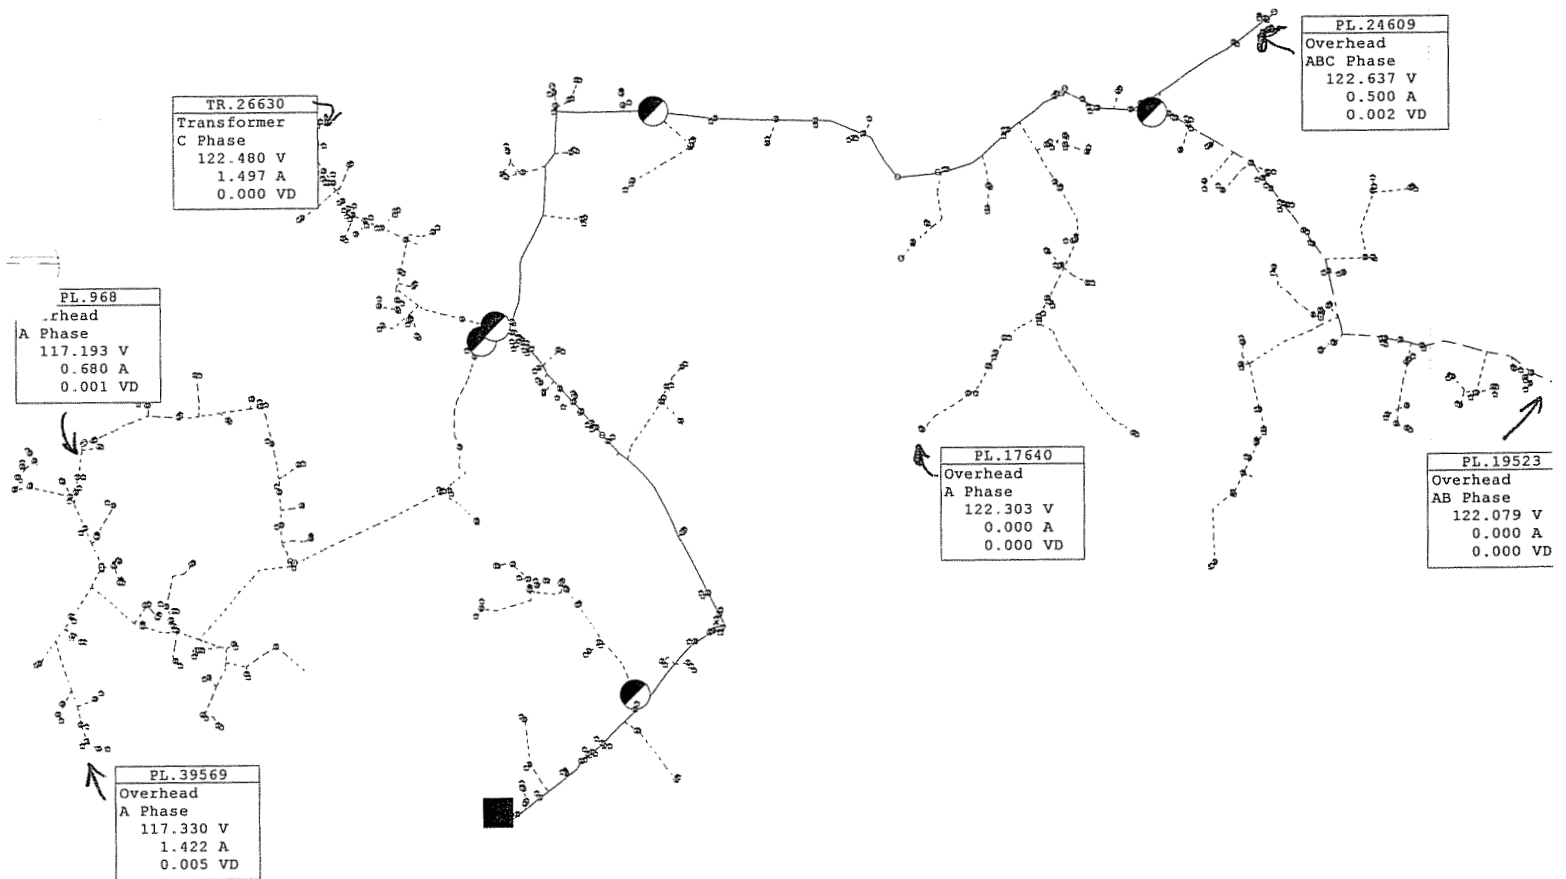 PL.24609
Overhead
ABC Phase
122.637 V
0.500 A
0.002 VD
TR.26630
Transformer
C Phase
122.480 V
1.497 A
0.000 VD
PL.968
rhead
A Phase
117.193 V
0.680 A
0.001 VD
PL.17640
Overhead
A Phase
122.303 V
0.000 A
0.000 VD
PL.19523
Overhead
AB Phase
122.079 V
0.000 A
0.000 VD
PL.39569
Overhead
A Phase
117.330 V
1.422 A
0.005 VD